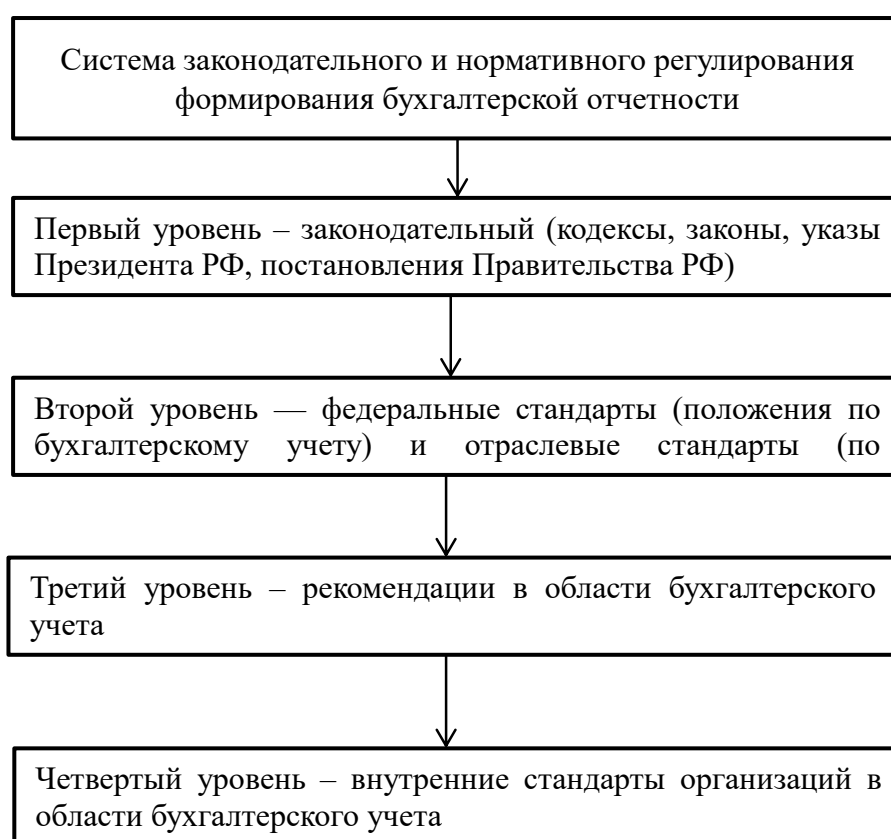 Система законодательного и нормативного регулирования
формирования бухгалтерской отчетности
Первый уровень – законодательный (кодексы, законы, указы
Президента РФ, постановления Правительства РФ)
Второй уровень — федеральные стандарты (положения по
бухгалтерскому учету) и отраслевые стандарты (по
Третий уровень – рекомендации в области бухгалтерского
учета
Четвертый уровень – внутренние стандарты организаций в
области бухгалтерского учета